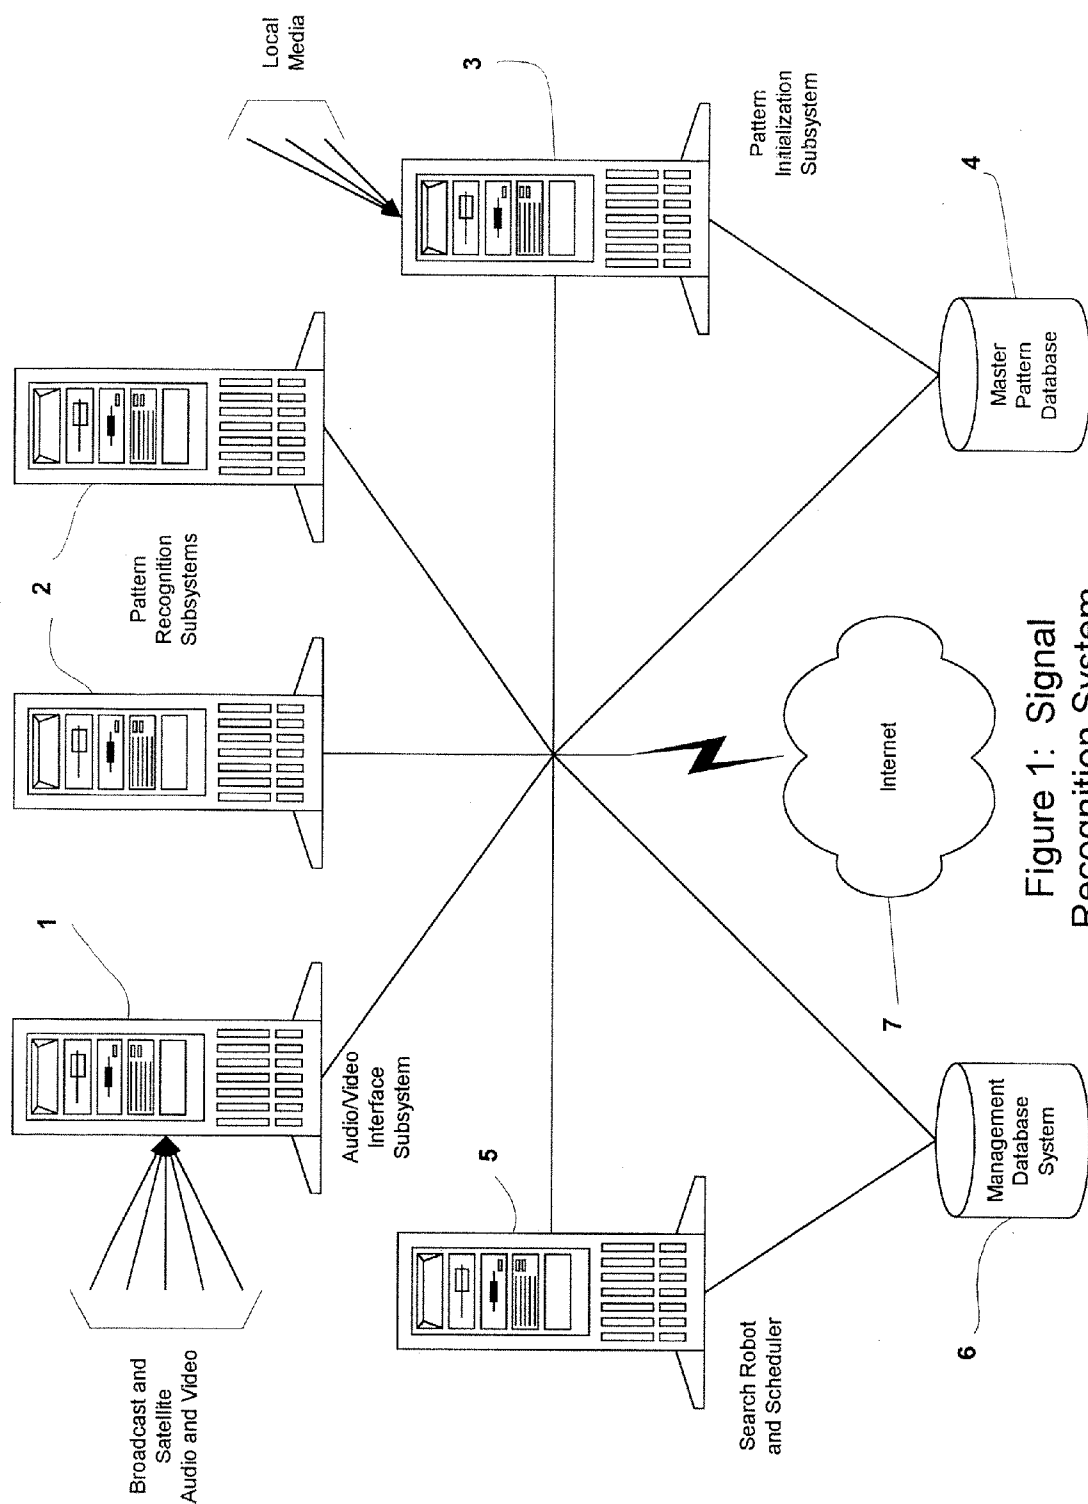 Broadcast and
Satellite
Audio and Video
1
2
Pattern
Recognition
Subsystems
Local
Media
Audio/Video
Interface
Subsystem
5
3
Search Robot
and Scheduler
Pattern
Initialization
Subsystem
7
Internet
6
4
Management
Database
System
Master
Pattern
Database
Figure 1: Signal
Recognition System